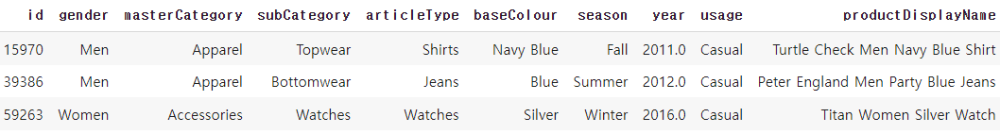 id gender masterCategory subCategory articleType baseColour season year usage productDisplayName
15970 Men Apparel Topwear Shirts Navy Blue Fall 2011.0 Casual Turtle Check Men Navy Blue Shirt
39386 Men Apparel Bottomwear Jeans Blue Summer 2012.0 Casual Peter England Men Party Blue Jeans
59263 Women Accessories Watches Watches Silver Winter 2016.0 Casual Titan Women Silver Watch